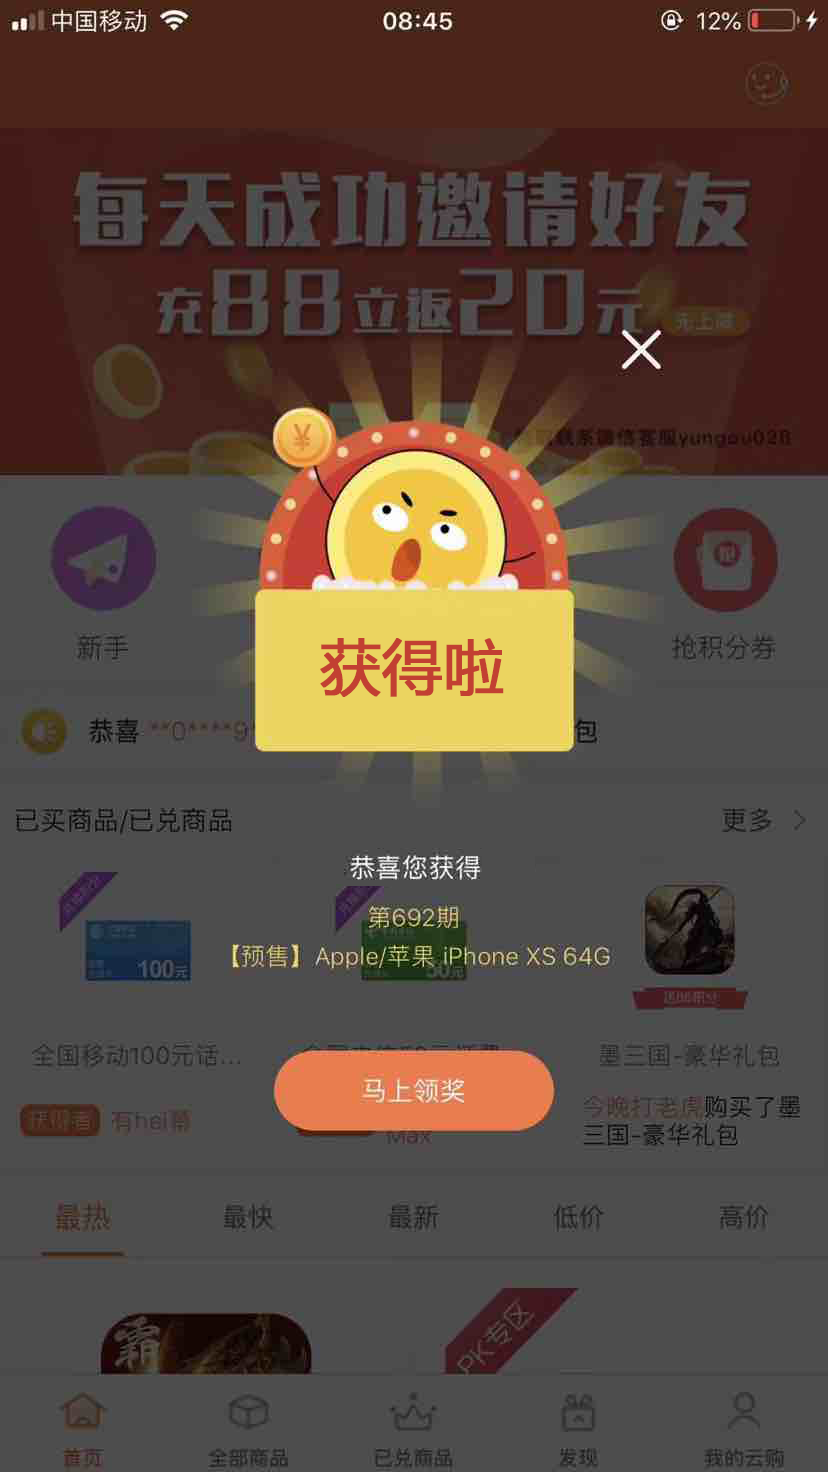 中国移动
08:45
12%
每天成功邀请好友
充88立返20元
无上限
联系微信客服yungou028
¥
新手
抢积分券
获得啦
恭喜 **0****9
包
已买商品/已兑商品
更多
恭喜您获得
第692期
【预售】Apple/苹果 iPhone XS 64G
100元
50元
全国移动100元话...
墨三国-豪华礼包
马上领奖
获得者 有hei幕
Max
今晚打老虎购买了墨
三国-豪华礼包
最热
最快
最新
低价
高价
霸
PK专区
首页
全部商品
已兑商品
发现
我的云购